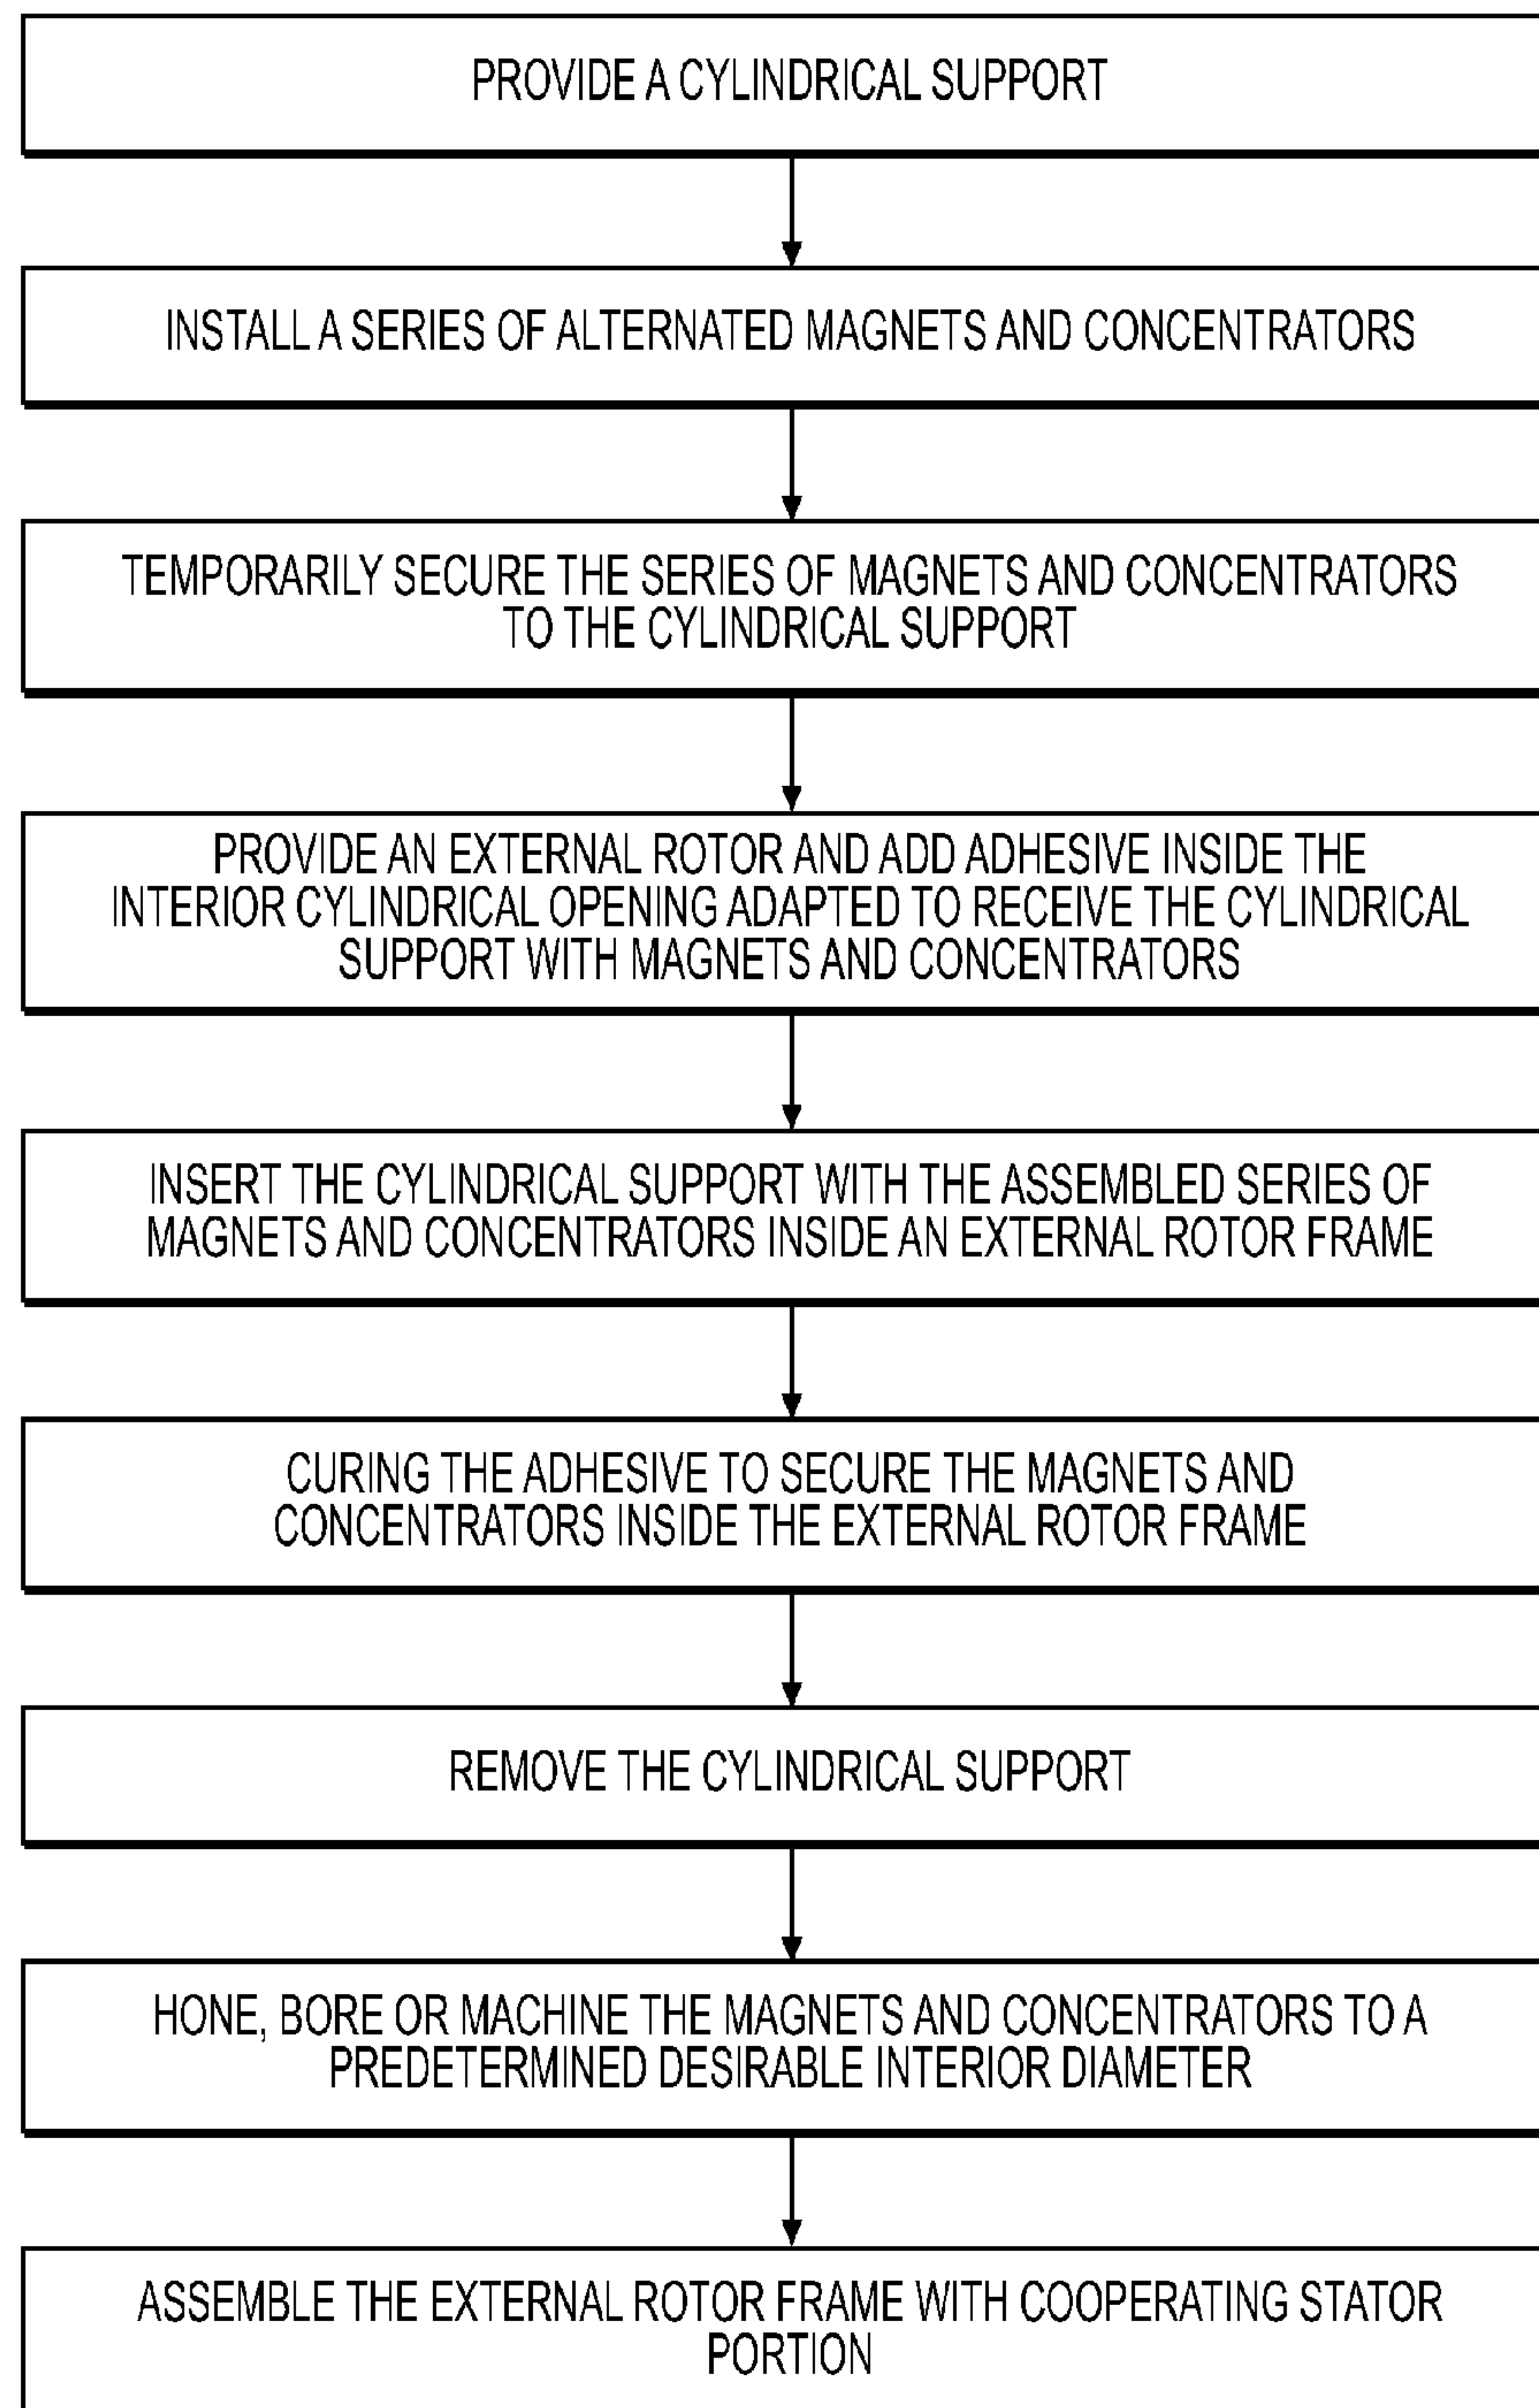 PROVIDE A CYLINDRICAL SUPPORT
INSTALL A SERIES OF ALTERNATED MAGNETS AND CONCENTRATORS
TEMPORARILY SECURE THE SERIES OF MAGNETS AND CONCENTRATORS
TO THE CYLINDRICAL SUPPORT
PROVIDE AN EXTERNAL ROTOR AND ADD ADHESIVE INSIDE THE
INTERIOR CYLINDRICAL OPENING ADAPTED TO RECEIVE THE CYLINDRICAL
SUPPORT WITH MAGNETS AND CONCENTRATORS
INSERT THE CYLINDRICAL SUPPORT WITH THE ASSEMBLED SERIES OF
MAGNETS AND CONCENTRATORS INSIDE AN EXTERNAL ROTOR FRAME
CURING THE ADHESIVE TO SECURE THE MAGNETS AND
CONCENTRATORS INSIDE THE EXTERNAL ROTOR FRAME
REMOVE THE CYLINDRICAL SUPPORT
HONE, BORE OR MACHINE THE MAGNETS AND CONCENTRATORS TO A
PREDETERMINED DESIRABLE INTERIOR DIAMETER
ASSEMBLE THE EXTERNAL ROTOR FRAME WITH COOPERATING STATOR
PORTION